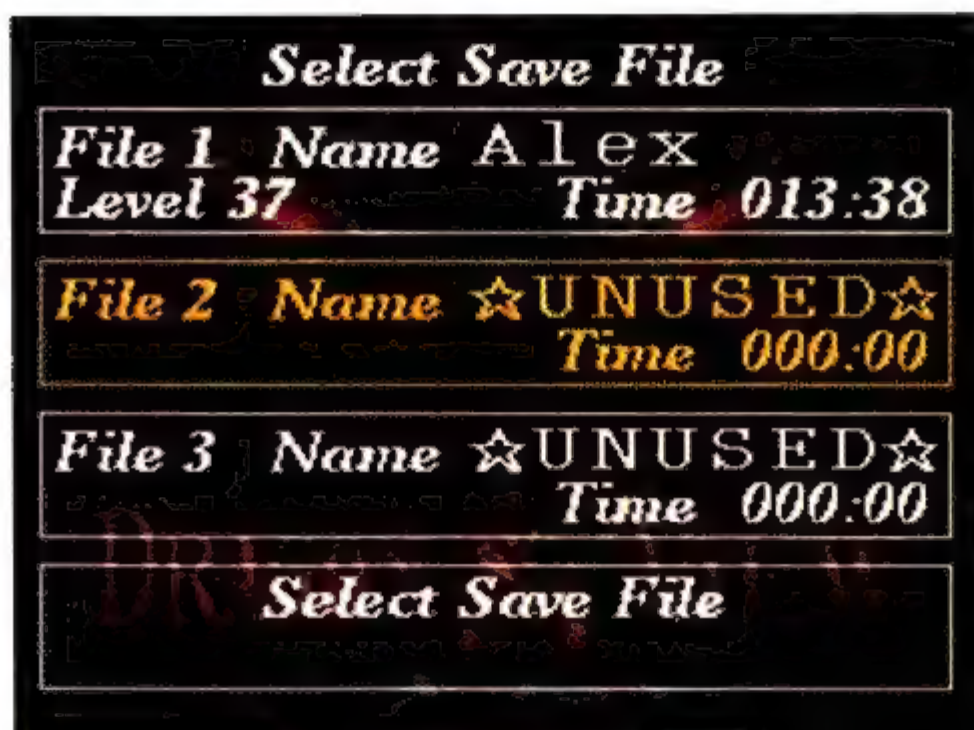 Select Save File
File 1 Name Alex
Level 37 Time 013:38
File 2 Name ☆UNUSED☆
Time 000:00
File 3 Name ☆UNUSED☆
Time 000:00
Select Save File